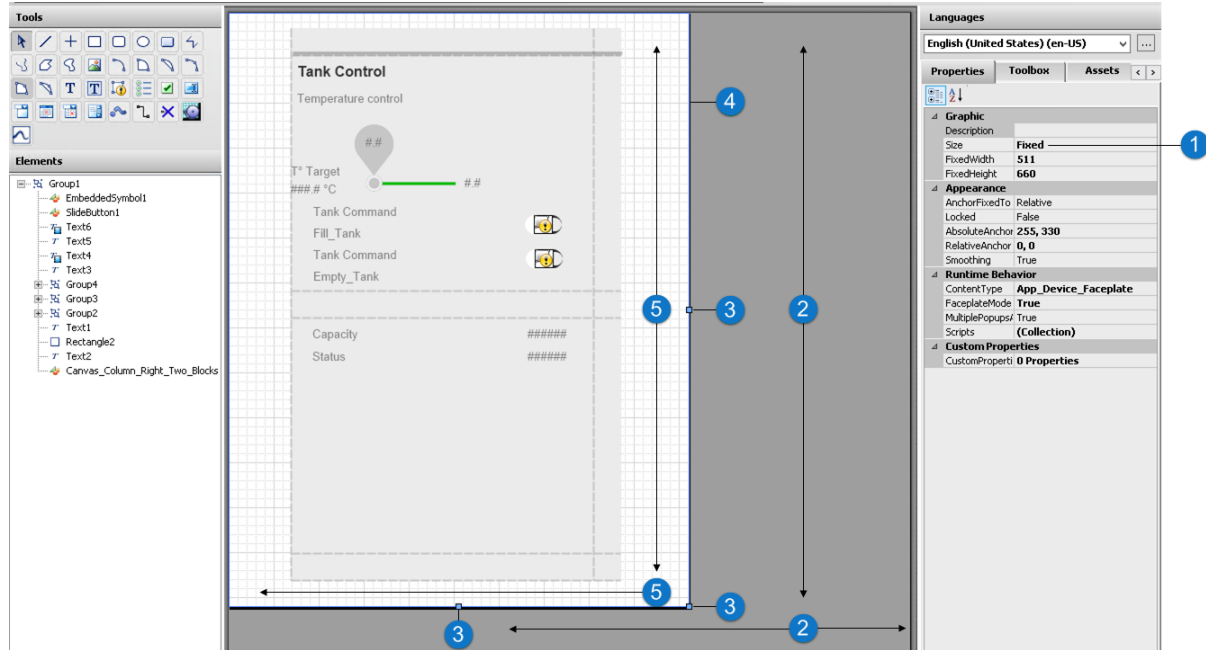 Tools
Elements
Group1
EmbeddedSymbol1
SlideButton1
Text6
Text5
Text4
Text3
Group4
Group3
Group2
Text1
Rectangle2
Text2
Canvas_Column_Right_Two_Blocks
Tank Control
Temperature control
#.#
T° Target
###.# °C
#.#
Tank Command
Fill_Tank
Tank Command
Empty_Tank
Capacity ######
Status ######
4
3
5
2
5
3
3
2
Languages
English (United States) (en-US)
...
Properties Toolbox Assets
Graphic
Description
Size Fixed
1
FixedWidth 511
FixedHeight 660
Appearance
AnchorFixedTo Relative
Locked False
AbsoluteAnchor 255, 330
RelativeAnchor 0, 0
Smoothing True
Runtime Behavior
ContentType App_Device_Faceplate
FaceplateMode True
MultiplePopupsA True
Scripts (Collection)
Custom Properties
CustomProperti 0 Properties